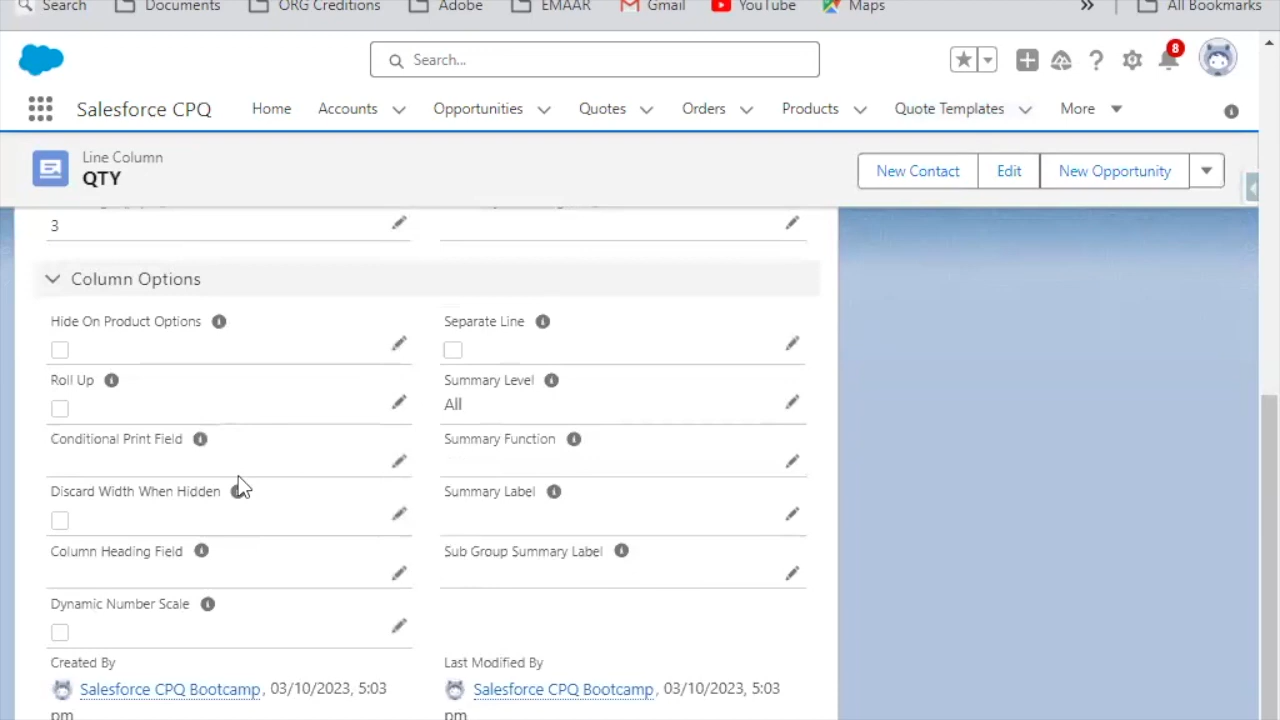 Search Documents ORG Creditions Adobe EMAAR Gmail YouTube Maps » All Bookmarks
Search... 8
Salesforce CPQ Home Accounts Opportunities Quotes Orders Products Quote Templates More
Line Column
QTY
New Contact Edit New Opportunity
3
Column Options
Hide On Product Options Separate Line
Roll Up Summary Level
All
Conditional Print Field Summary Function
Discard Width When Hidden Summary Label
Column Heading Field Sub Group Summary Label
Dynamic Number Scale
Created By Last Modified By
Salesforce CPQ Bootcamp, 03/10/2023, 5:03 Salesforce CPQ Bootcamp, 03/10/2023, 5:03
pm pm